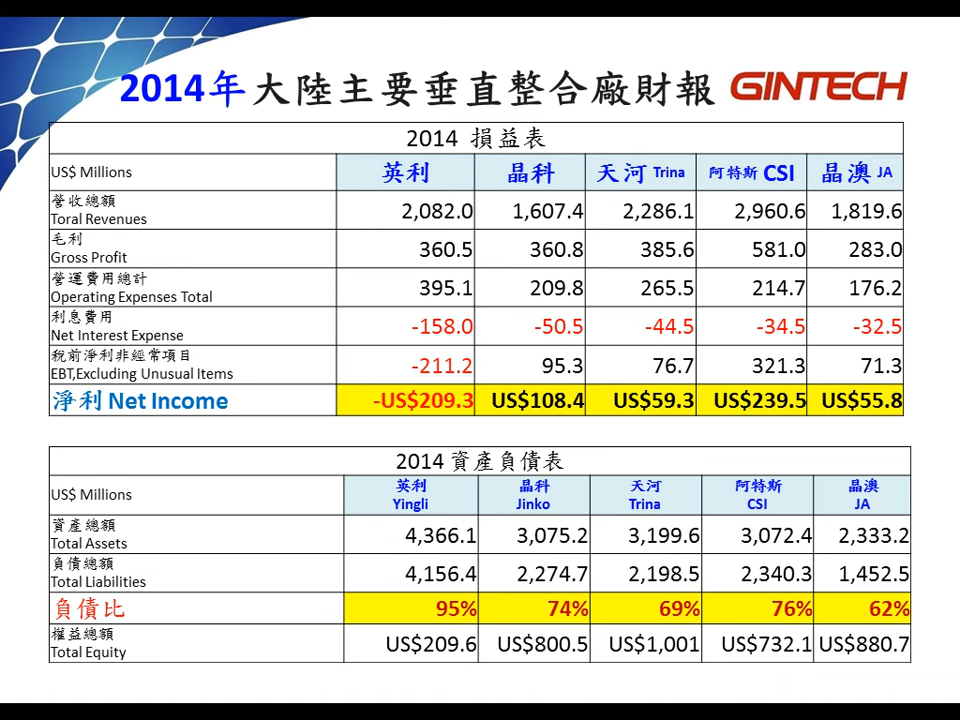 2014年大陸主要垂直整合廠財報 GINTECH
2014 損益表
US$ Millions 英利 晶科 天河 Trina 阿特斯 CSI 晶澳 JA
營收總額
Toral Revenues 2,082.0 1,607.4 2,286.1 2,960.6 1,819.6
毛利
Gross Profit 360.5 360.8 385.6 581.0 283.0
營運費用總計
Operating Expenses Total 395.1 209.8 265.5 214.7 176.2
利息費用
Net Interest Expense -158.0 -50.5 -44.5 -34.5 -32.5
稅前淨利非經常項目
EBT,Excluding Unusual Items -211.2 95.3 76.7 321.3 71.3
淨利 Net Income -US$209.3 US$108.4 US$59.3 US$239.5 US$55.8
2014 資產負債表
US$ Millions 英利 晶科 天河 阿特斯 晶澳
Yingli Jinko Trina CSI JA
資產總額
Total Assets 4,366.1 3,075.2 3,199.6 3,072.4 2,333.2
負債總額
Total Liabilities 4,156.4 2,274.7 2,198.5 2,340.3 1,452.5
負債比 95% 74% 69% 76% 62%
權益總額
Total Equity US$209.6 US$800.5 US$1,001 US$732.1 US$880.7